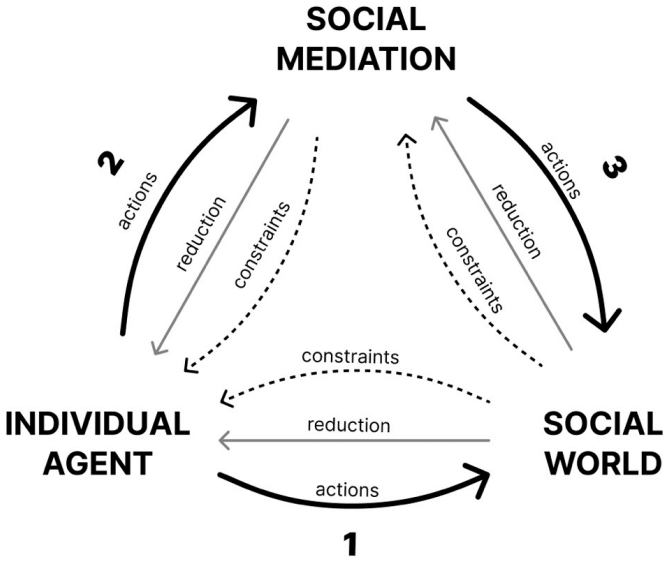 SOCIAL
MEDIATION
2
actions
reduction
constraints
3
actions
reduction
constraints
constraints
INDIVIDUAL
AGENT
reduction
SOCIAL
WORLD
actions
1